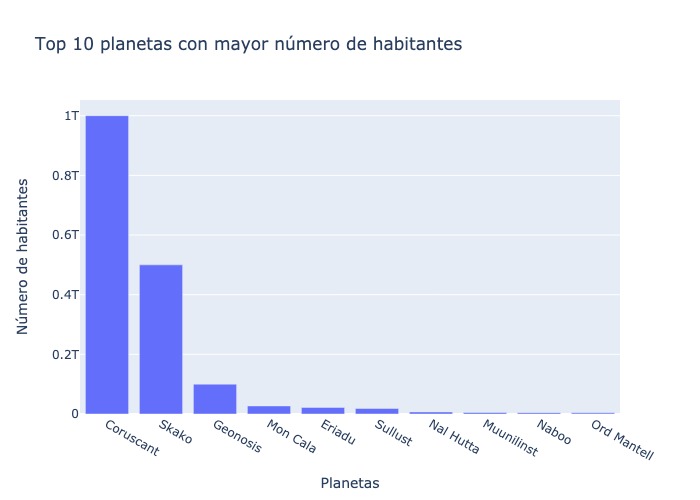 Top 10 planetas con mayor número de habitantes
Número de habitantes
1T
0.8T
0.6T
0.4T
0.2T
0
Coruscant
Skako
Geonosis
Mon Cala
Eriadu
Sullust
Nal Hutta
Muunilinst
Naboo
Ord Mantell
Planetas